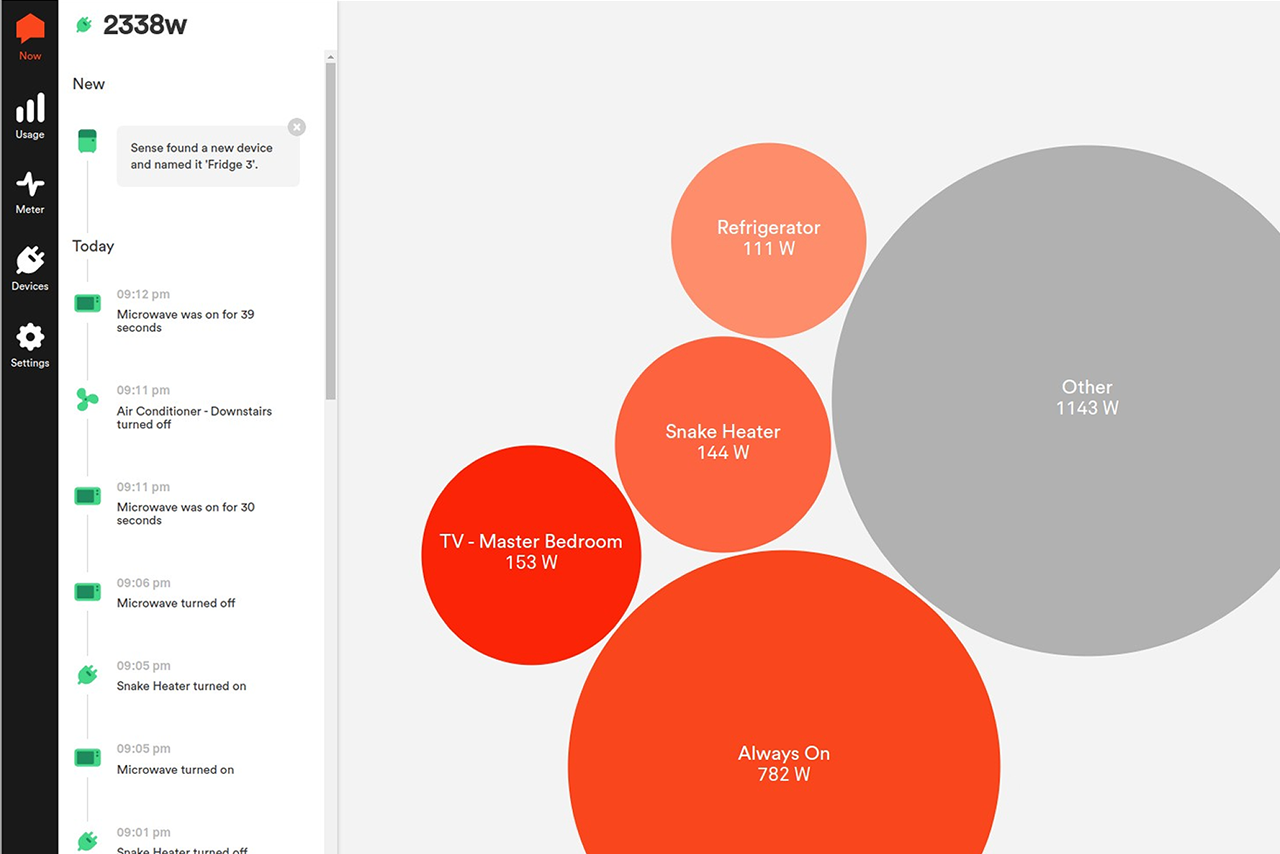 2338w
Now
Usage
Meter
Devices
Settings
New
Sense found a new device
and named it 'Fridge 3'.
Today
09:12 pm
Microwave was on for 39
seconds
09:11 pm
Air Conditioner - Downstairs
turned off
09:11 pm
Microwave was on for 30
seconds
09:06 pm
Microwave turned off
09:05 pm
Snake Heater turned on
09:05 pm
Microwave turned on
09:01 pm
Snake Heater turned off
Refrigerator
111 W
Other
1143 W
Snake Heater
144 W
TV - Master Bedroom
153 W
Always On
782 W